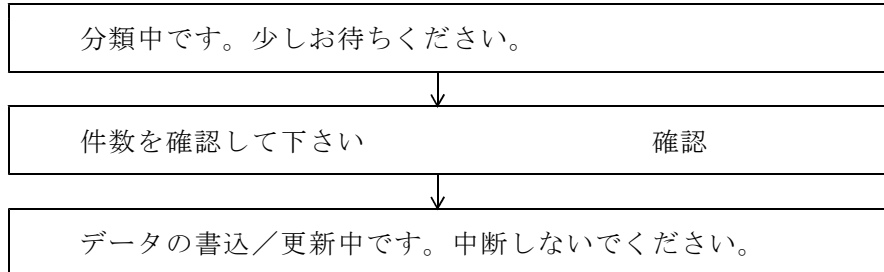 分類中です。少しお待ちください。
件数を確認して下さい 確認
データの書込／更新中です。中断しないでください。